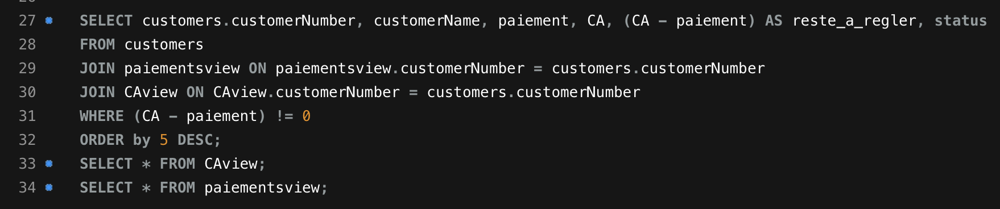 27 SELECT customers.customerNumber, customerName, paiement, CA, (CA - paiement) AS reste_a_regler, status
28 FROM customers
29 JOIN paiementsview ON paiementsview.customerNumber = customers.customerNumber
30 JOIN CAview ON CAview.customerNumber = customers.customerNumber
31 WHERE (CA - paiement) != 0
32 ORDER by 5 DESC;
33 SELECT * FROM CAview;
34 SELECT * FROM paiementsview;